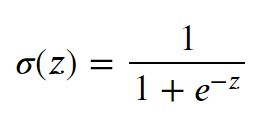 σ(z) = 1 / (1 + e^{-z})